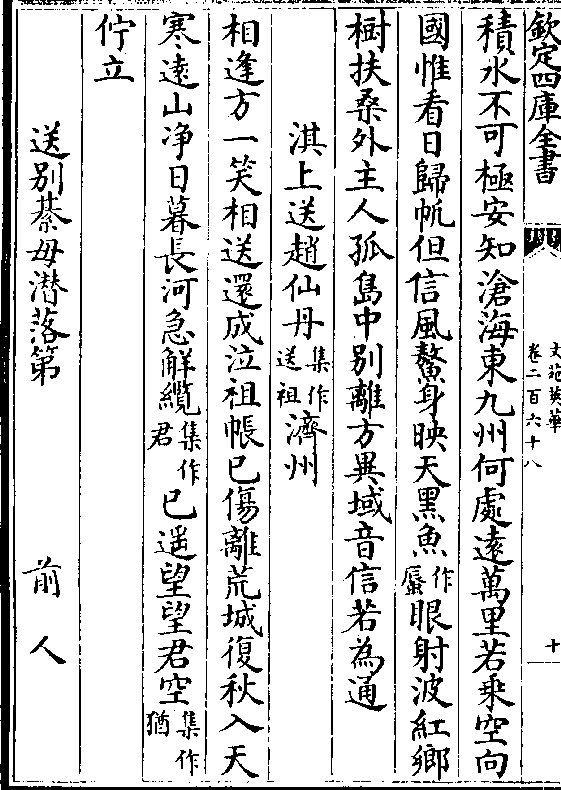 欽定四庫全書
文苑英華
卷二百六十八
十
積水不可極安知滄海東九州何處遠萬里若乘空向
國惟看日歸帆但信風鰲身映天黑魚作蜃眼射波紅鄉
樹扶桑外主人孤島中别離方異域音信若為通
淇上送趙仙丹集作送祖濟州
相逢方一笑相送還成泣祖帳已傷離荒城復秋入天
寒遠山净日暮長河急解纜集作君已遥望望君空集作猶
佇立
送别綦毋潜落第
前人